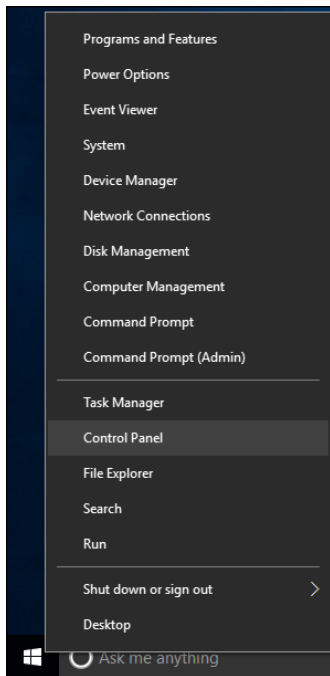 Programs and Features
Power Options
Event Viewer
System
Device Manager
Network Connections
Disk Management
Computer Management
Command Prompt
Command Prompt (Admin)
Task Manager
Control Panel
File Explorer
Search
Run
Shut down or sign out
Desktop
Ask me anything